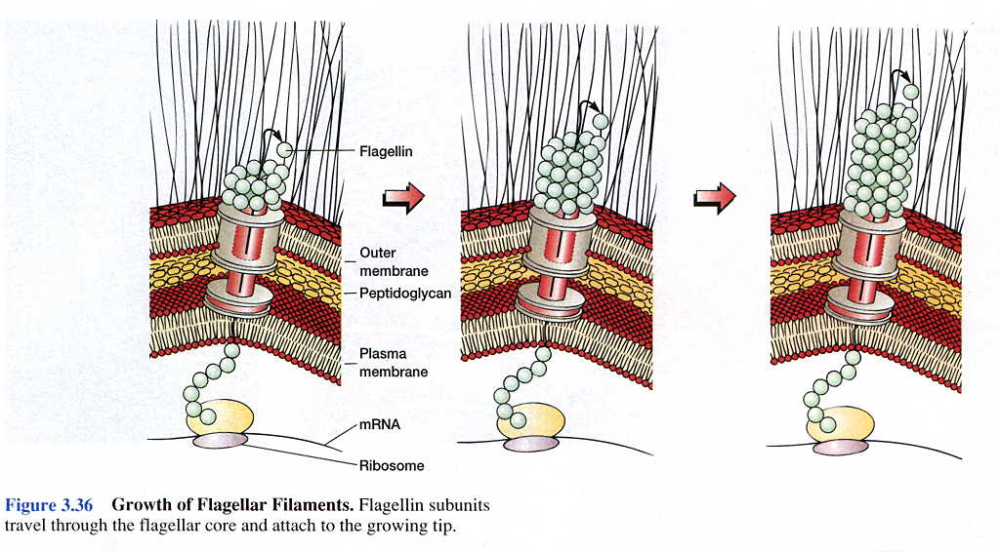 Flagellin
Outer
membrane
Peptidoglycan
Plasma
membrane
mRNA
Ribosome
Figure 3.36 Growth of Flagellar Filaments. Flagellin subunits
travel through the flagellar core and attach to the growing tip.